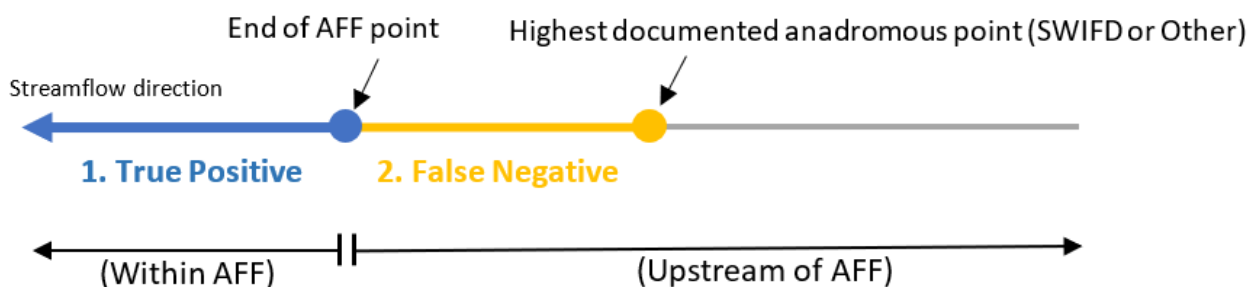 End of AFF point
Highest documented anadromous point (SWIFD or Other)
Streamflow direction
1. True Positive
2. False Negative
(Within AFF)
(Upstream of AFF)